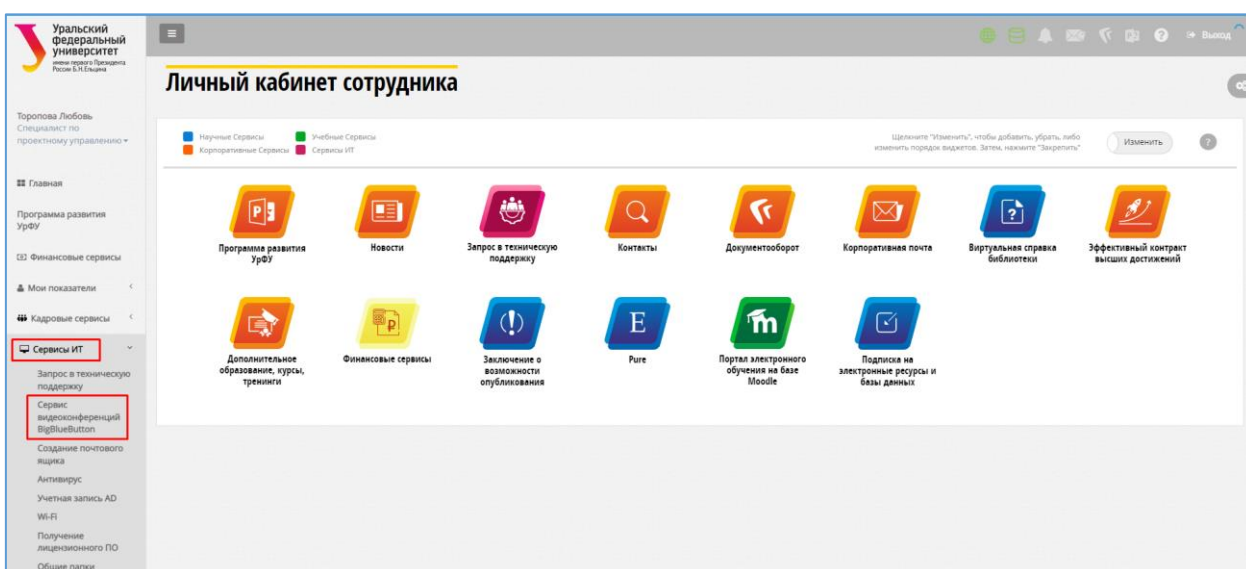 Уральский
федеральный
университет
имени первого Президента
России Б.Н.Ельцина
Выход
Личный кабинет сотрудника
Торопова Любовь
Специалист по
проектному управлению
Научные Сервисы
Учебные Сервисы
Корпоративные Сервисы
Сервисы ИТ
Щелкните "Изменить", чтобы добавить, убрать, либо
изменить порядок виджетов. Затем, нажмите "Закрепить"
Изменить
Главная
Программа развития
УрФУ
Финансовые сервисы
Мои показатели
Кадровые сервисы
Сервисы ИТ
Запрос в техническую
поддержку
Сервис
видеоконференций
BigBlueButton
Создание почтового
ящика
Антивирус
Учетная запись AD
Wi-Fi
Получение
лицензионного ПО
Общие папки
Программа развития
УрФУ
Новости
Запрос в техническую
поддержку
Контакты
Документооборот
Корпоративная почта
Виртуальная справка
библиотеки
Эффективный контракт
высших достижений
Дополнительное
образование, курсы,
тренинги
Финансовые сервисы
Заключение о
возможности
опубликования
E
Pure
Портал электронного
обучения на базе
Moodle
Подписка на
электронные ресурсы и
базы данных